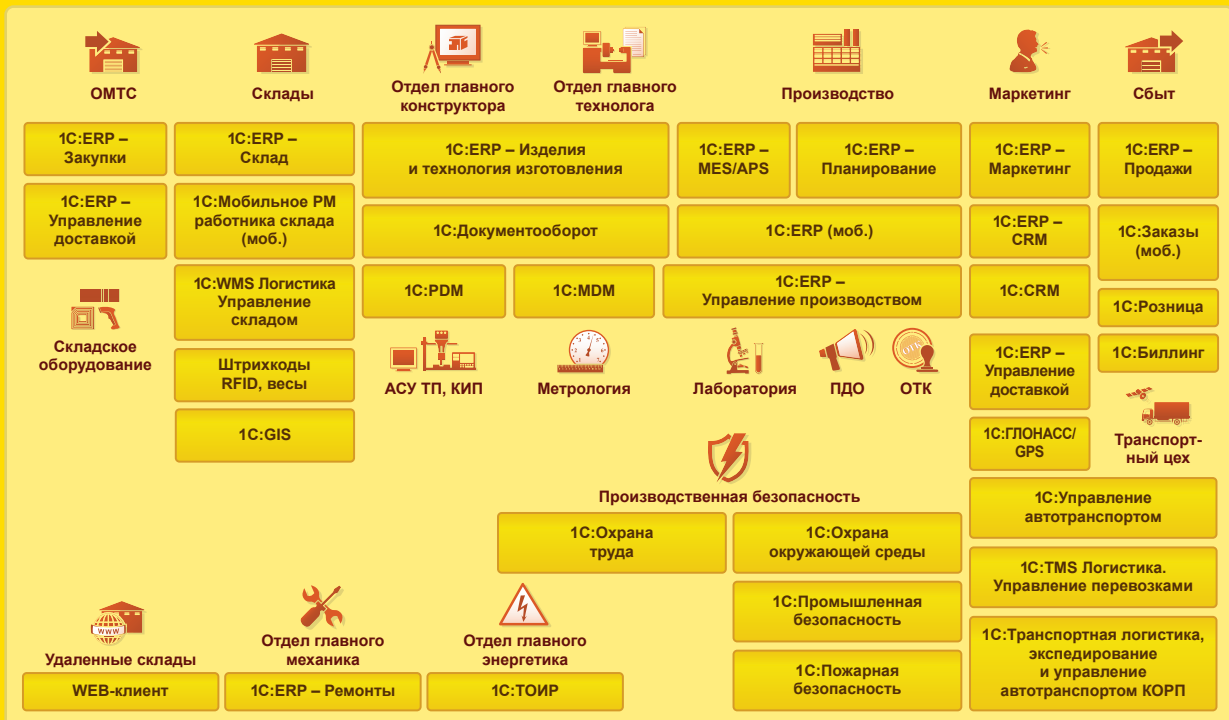 ОМТС
Склады
Отдел главного
конструктора
Отдел главного
технолога
Производство
Маркетинг
Сбыт
1С:ERP –
Закупки
1С:ERP –
Склад
1С:ERP – Изделия
и технология изготовления
1С:ERP –
MES/APS
1С:ERP –
Планирование
1С:ERP –
Маркетинг
1С:ERP –
Продажи
1С:ERP –
Управление
доставкой
1С:Мобильное РМ
работника склада
(моб.)
1С:Документооборот
1С:ERP (моб.)
1С:ERP –
CRM
1С:Заказы
(моб.)
1С:WMS Логистика
Управление
складом
1С:PDM
1С:MDM
1С:ERP –
Управление производством
1С:CRM
1С:Розница
Складское
оборудование
Штрихкоды
RFID, весы
АСУ ТП, КИП
Метрология
Лаборатория
ПДО
ОТК
ОТК
1С:ERP –
Управление
доставкой
1С:Биллинг
1С:GIS
1С:ГЛОНАСС/
GPS
Транспорт-
ный цех
Производственная безопасность
1С:Охрана
труда
1С:Охрана
окружающей среды
1С:Управление
автотранспортом
1С:Промышленная
безопасность
1С:TMS Логистика.
Управление перевозками
www
Удаленные склады
Отдел главного
механика
Отдел главного
энергетика
1С:Пожарная
безопасность
1С:Транспортная логистика,
экспедирование
и управление
автотранспортом КОРП
WEB-клиент
1С:ERP – Ремонты
1С:ТОИР